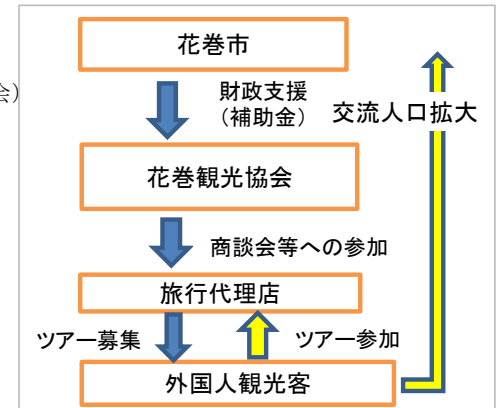 花巻市
会)
財政支援
(補助金)
交流人口拡大
花巻観光協会
商談会等への参加
旅行代理店
ツアー募集
ツアー参加
外国人観光客